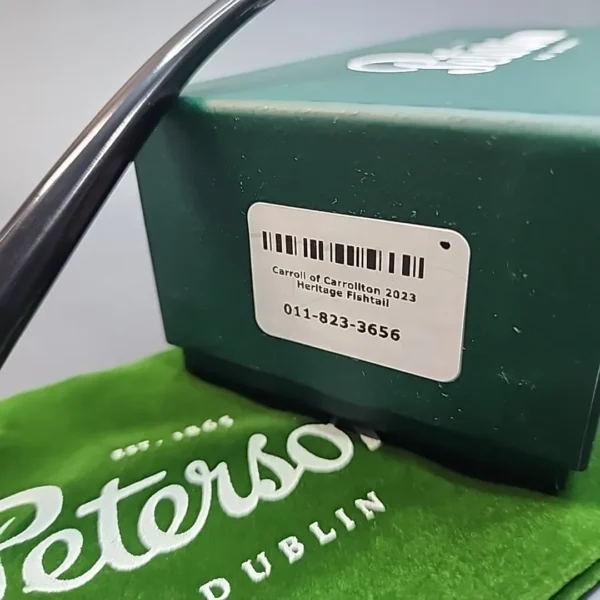 Carroll of Carrollton 2023
Heritage Fishtail
011-823-3656
EST. 1865
Peterson
DUBLIN